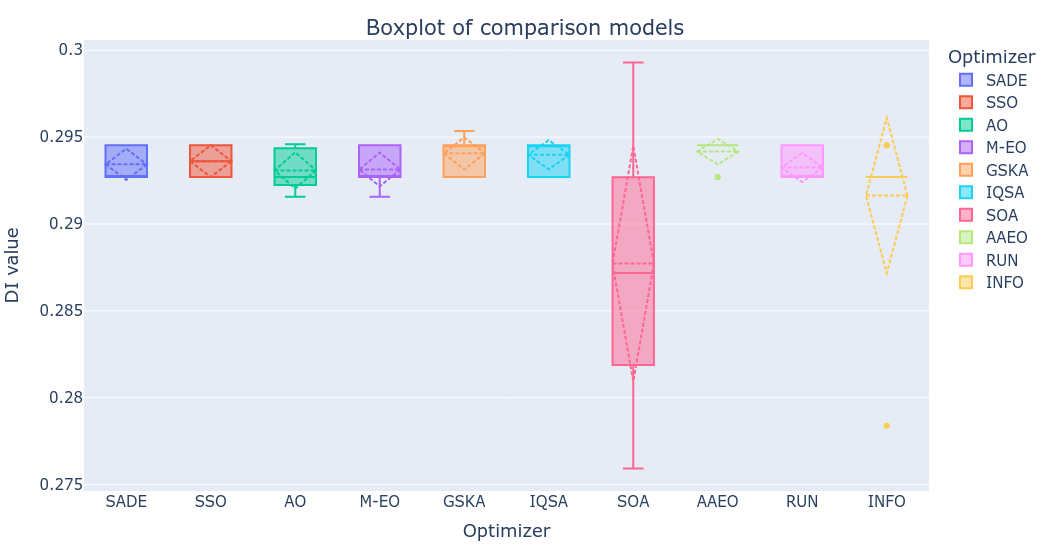 Boxplot of comparison models
DI value
0.3
0.295
0.29
0.285
0.28
0.275
SADE
SSO
AO
M-EO
GSKA
IQSA
SOA
AAEO
RUN
INFO
Optimizer
Optimizer
SADE
SSO
AO
M-EO
GSKA
IQSA
SOA
AAEO
RUN
INFO